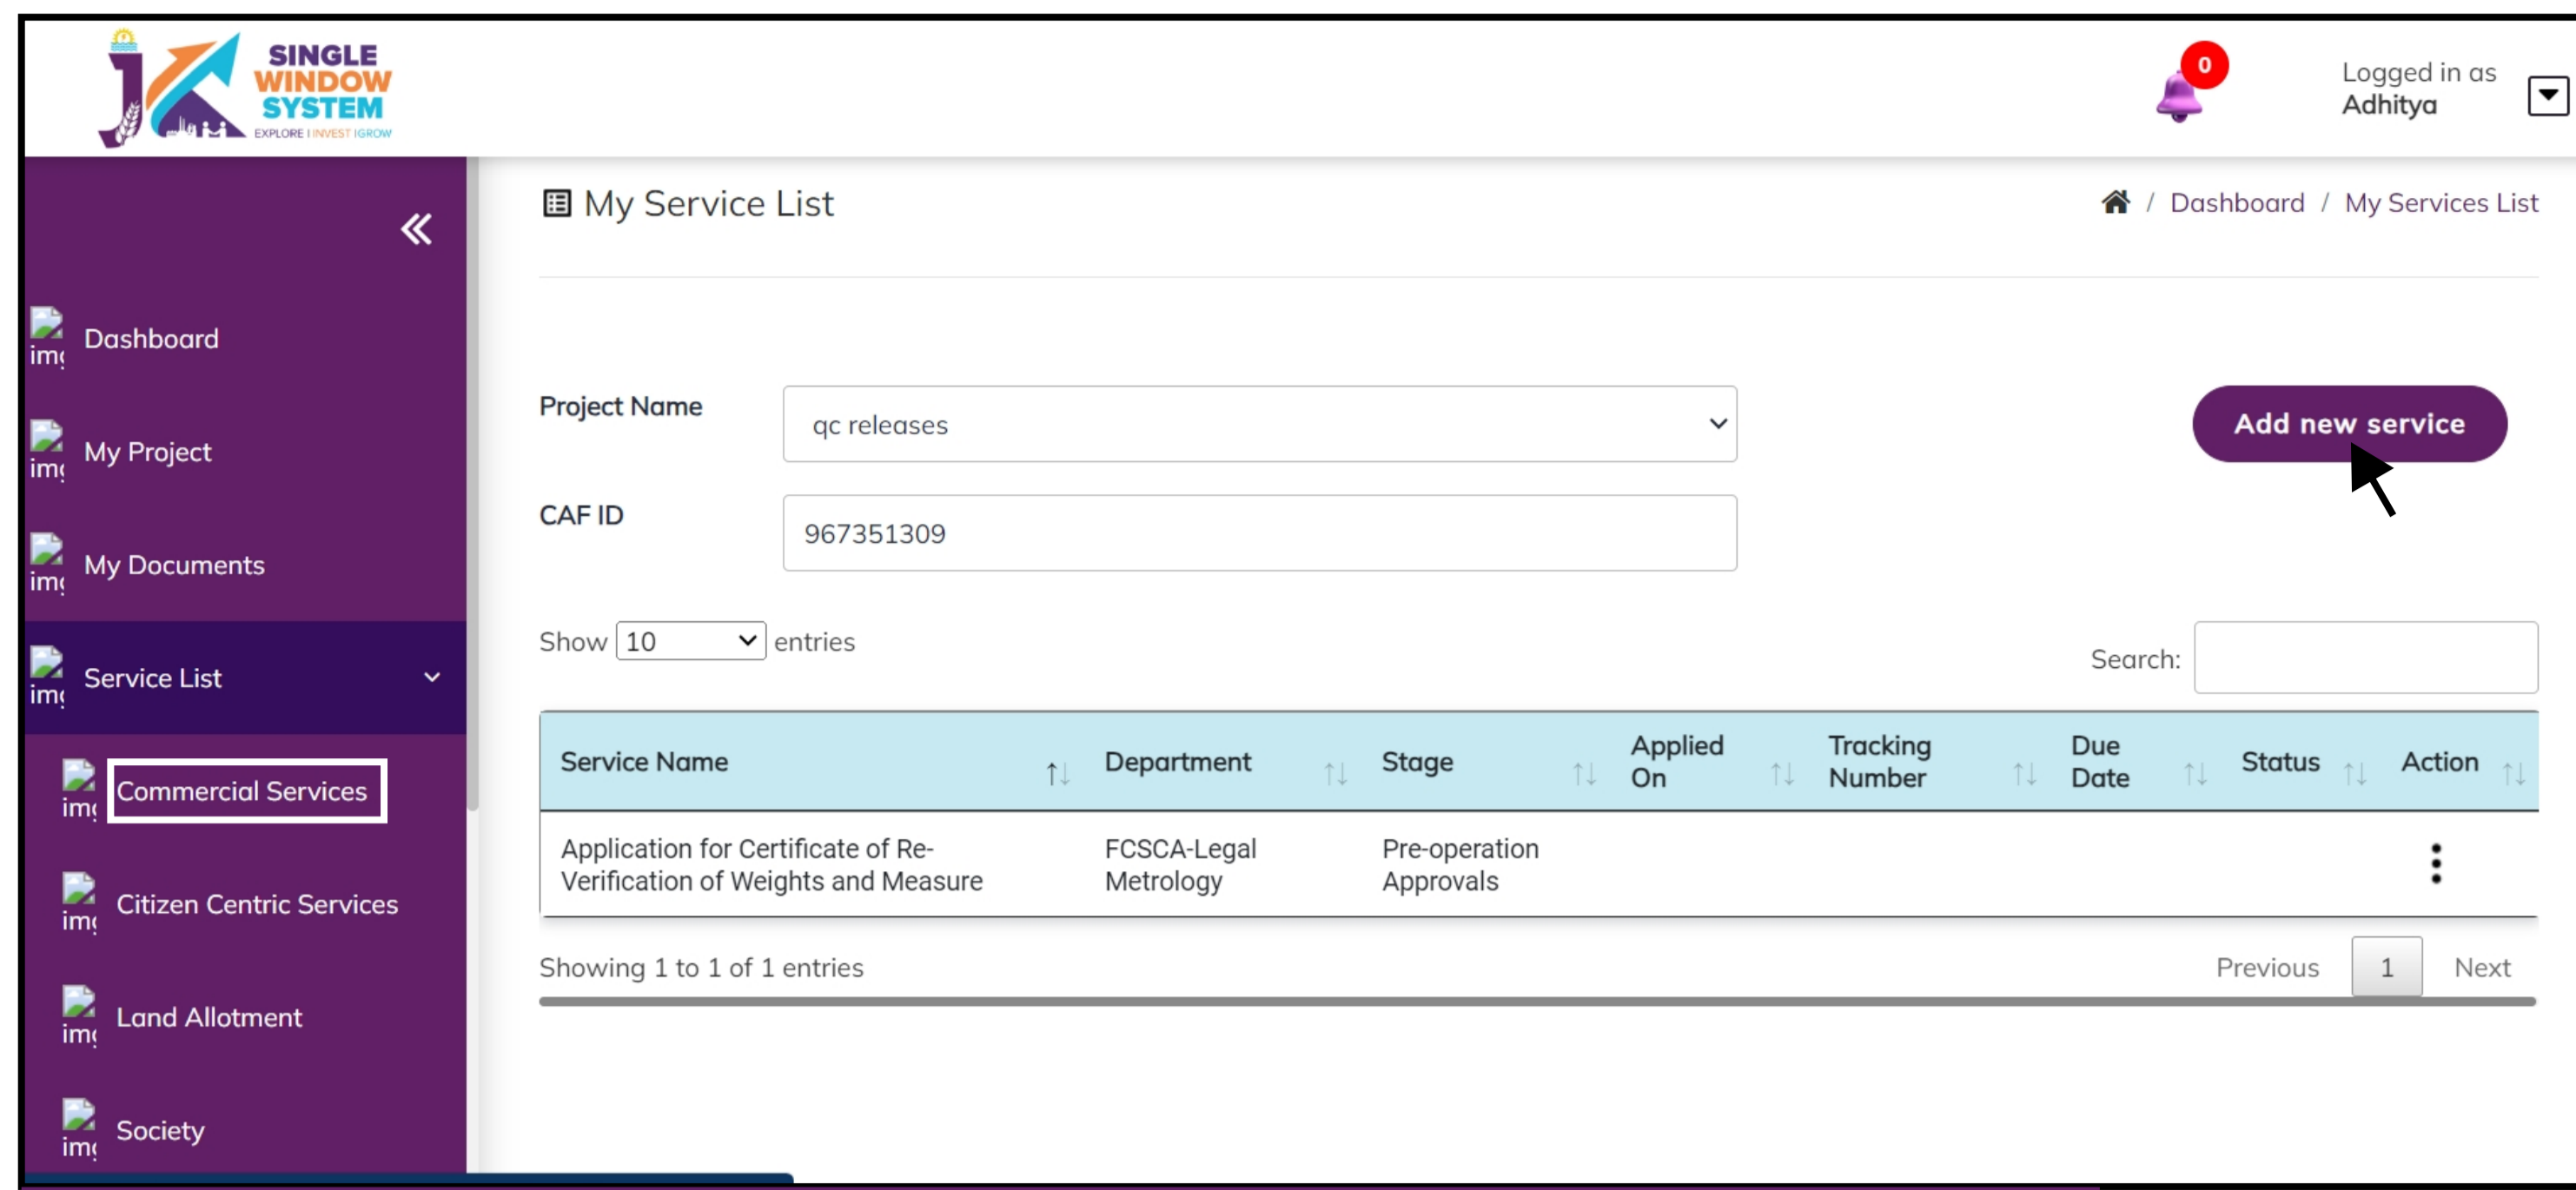 SINGLE
WINDOW
SYSTEM
EXPLORE I INVEST IGROW
0
Logged in as
Adhitya
My Service List
/ Dashboard / My Services List
Dashboard
My Project
My Documents
Service List
Commercial Services
Citizen Centric Services
Land Allotment
Society
Project Name
qc releases
Add new service
CAF ID
967351309
Show 10 entries
Search:
Service Name Department Stage Applied On Tracking Number Due Date Status Action
Application for Certificate of Re-
Verification of Weights and Measure
FCSCA-Legal
Metrology
Pre-operation
Approvals
Showing 1 to 1 of 1 entries
Previous 1 Next